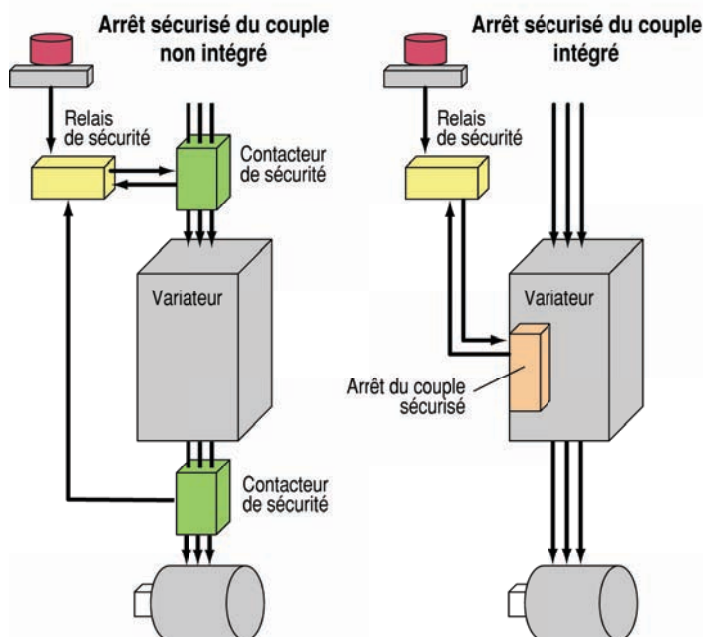 Arrêt sécurisé du couple
non intégré
Relais
de sécurité
Contacteur
de sécurité
Variateur
Contacteur
de sécurité
Arrêt sécurisé du couple
intégré
Relais
de sécurité
Variateur
Arrêt du couple
sécurisé